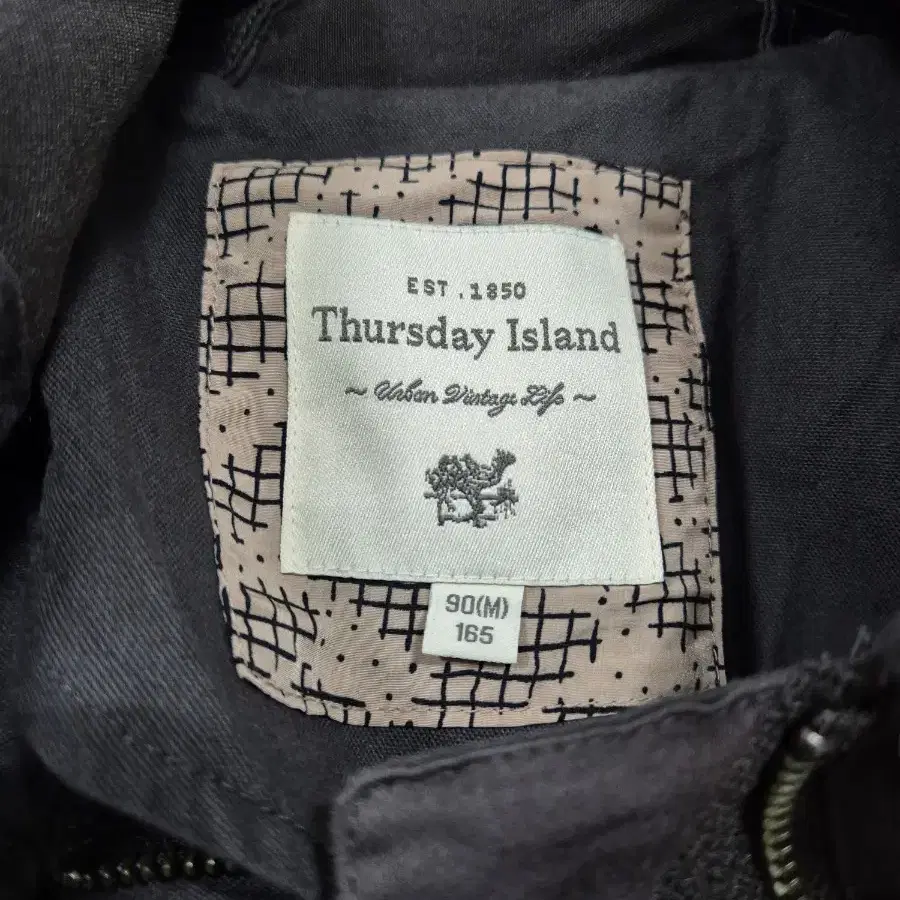 EST . 1850
Thursday Island
~ Urban Vintage Life ~
90(M)
165